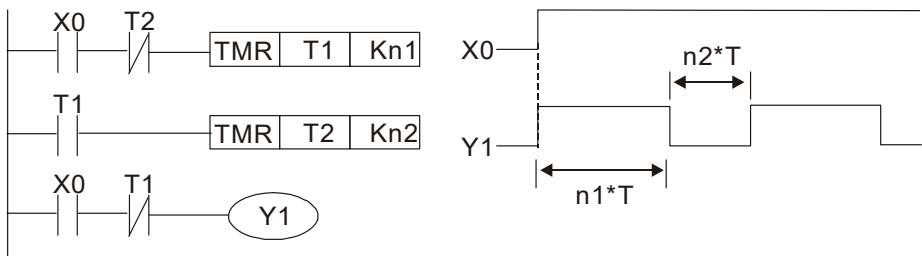 X0 T2
TMR T1 Kn1
T1
TMR T2 Kn2
X0 T1
Y1
X0
n2*T
Y1
n1*T